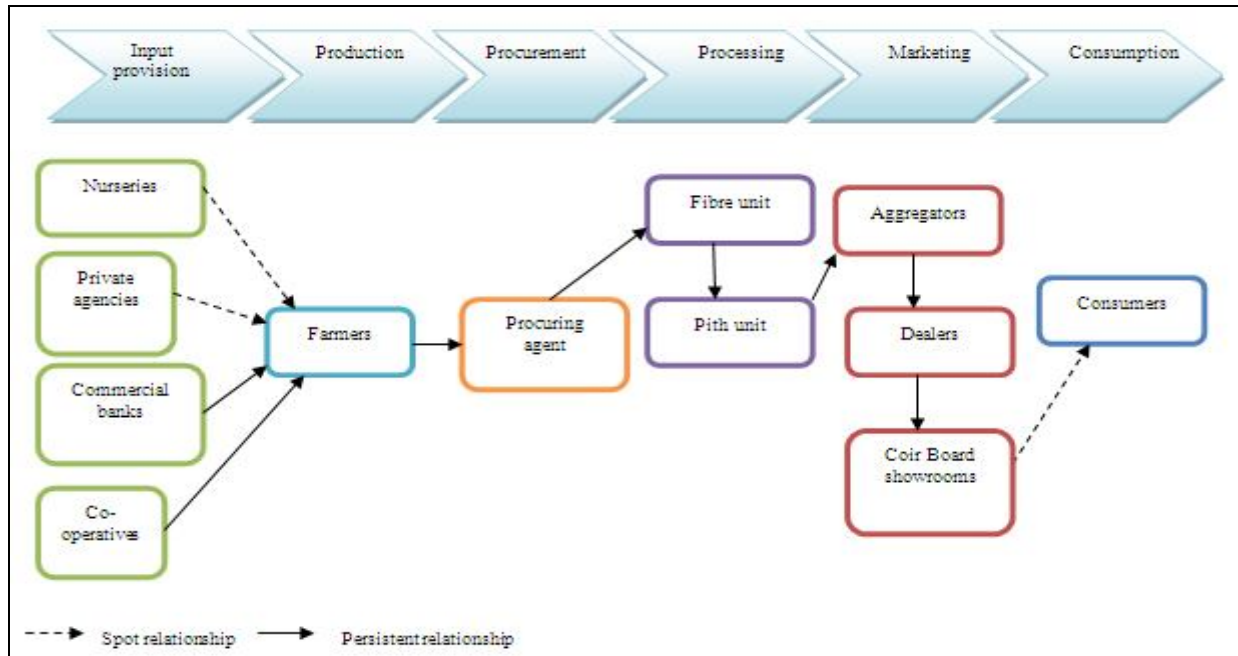 Input
provision
Production
Procurement
Processing
Marketing
Consumption
Nurseries
Private
agencies
Commercial
banks
Co-
operatives
Farmers
Procuring
agent
Fibre unit
Pith unit
Aggregators
Dealers
Coir Board
showrooms
Consumers
Spot relationship
Persistent relationship